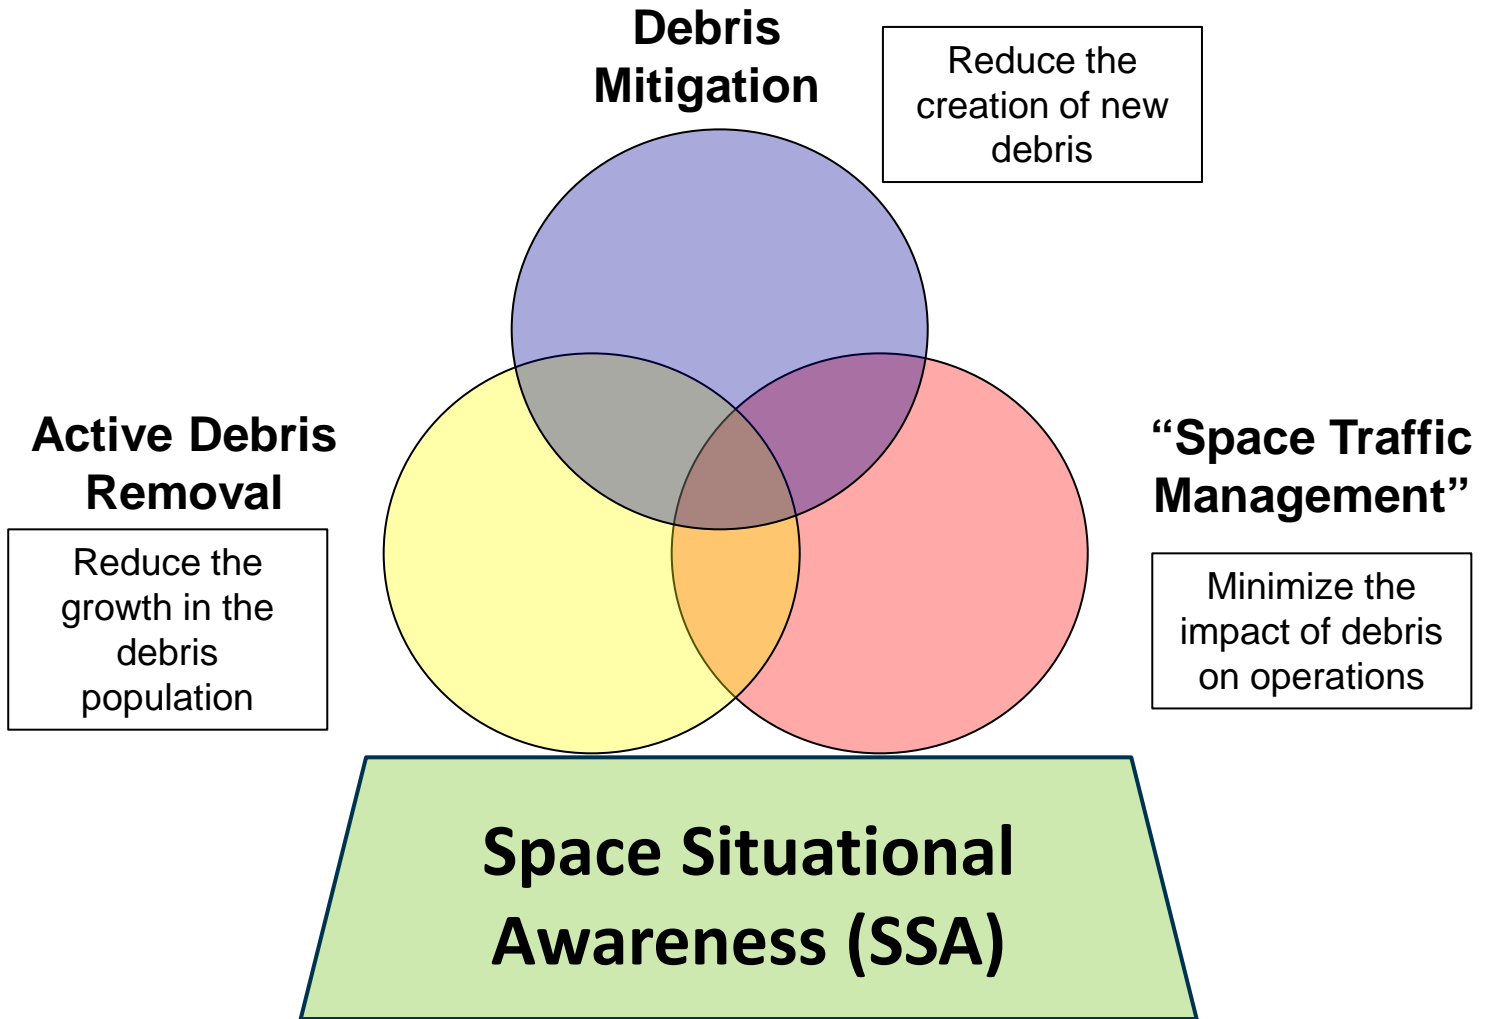 Debris
Mitigation
Reduce the
creation of new
debris
Active Debris
Removal
Reduce the
growth in the
debris
population
“Space Traffic
Management”
Minimize the
impact of debris
on operations
Space Situational
Awareness (SSA)